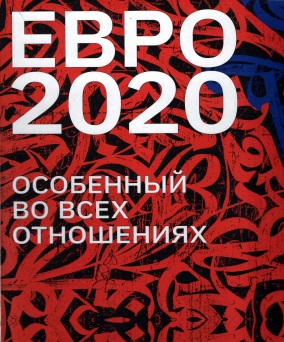 ЕВРО
2020
ОСОБЕННЫЙ
ВО ВСЕХ
ОТНОШЕНИЯХ